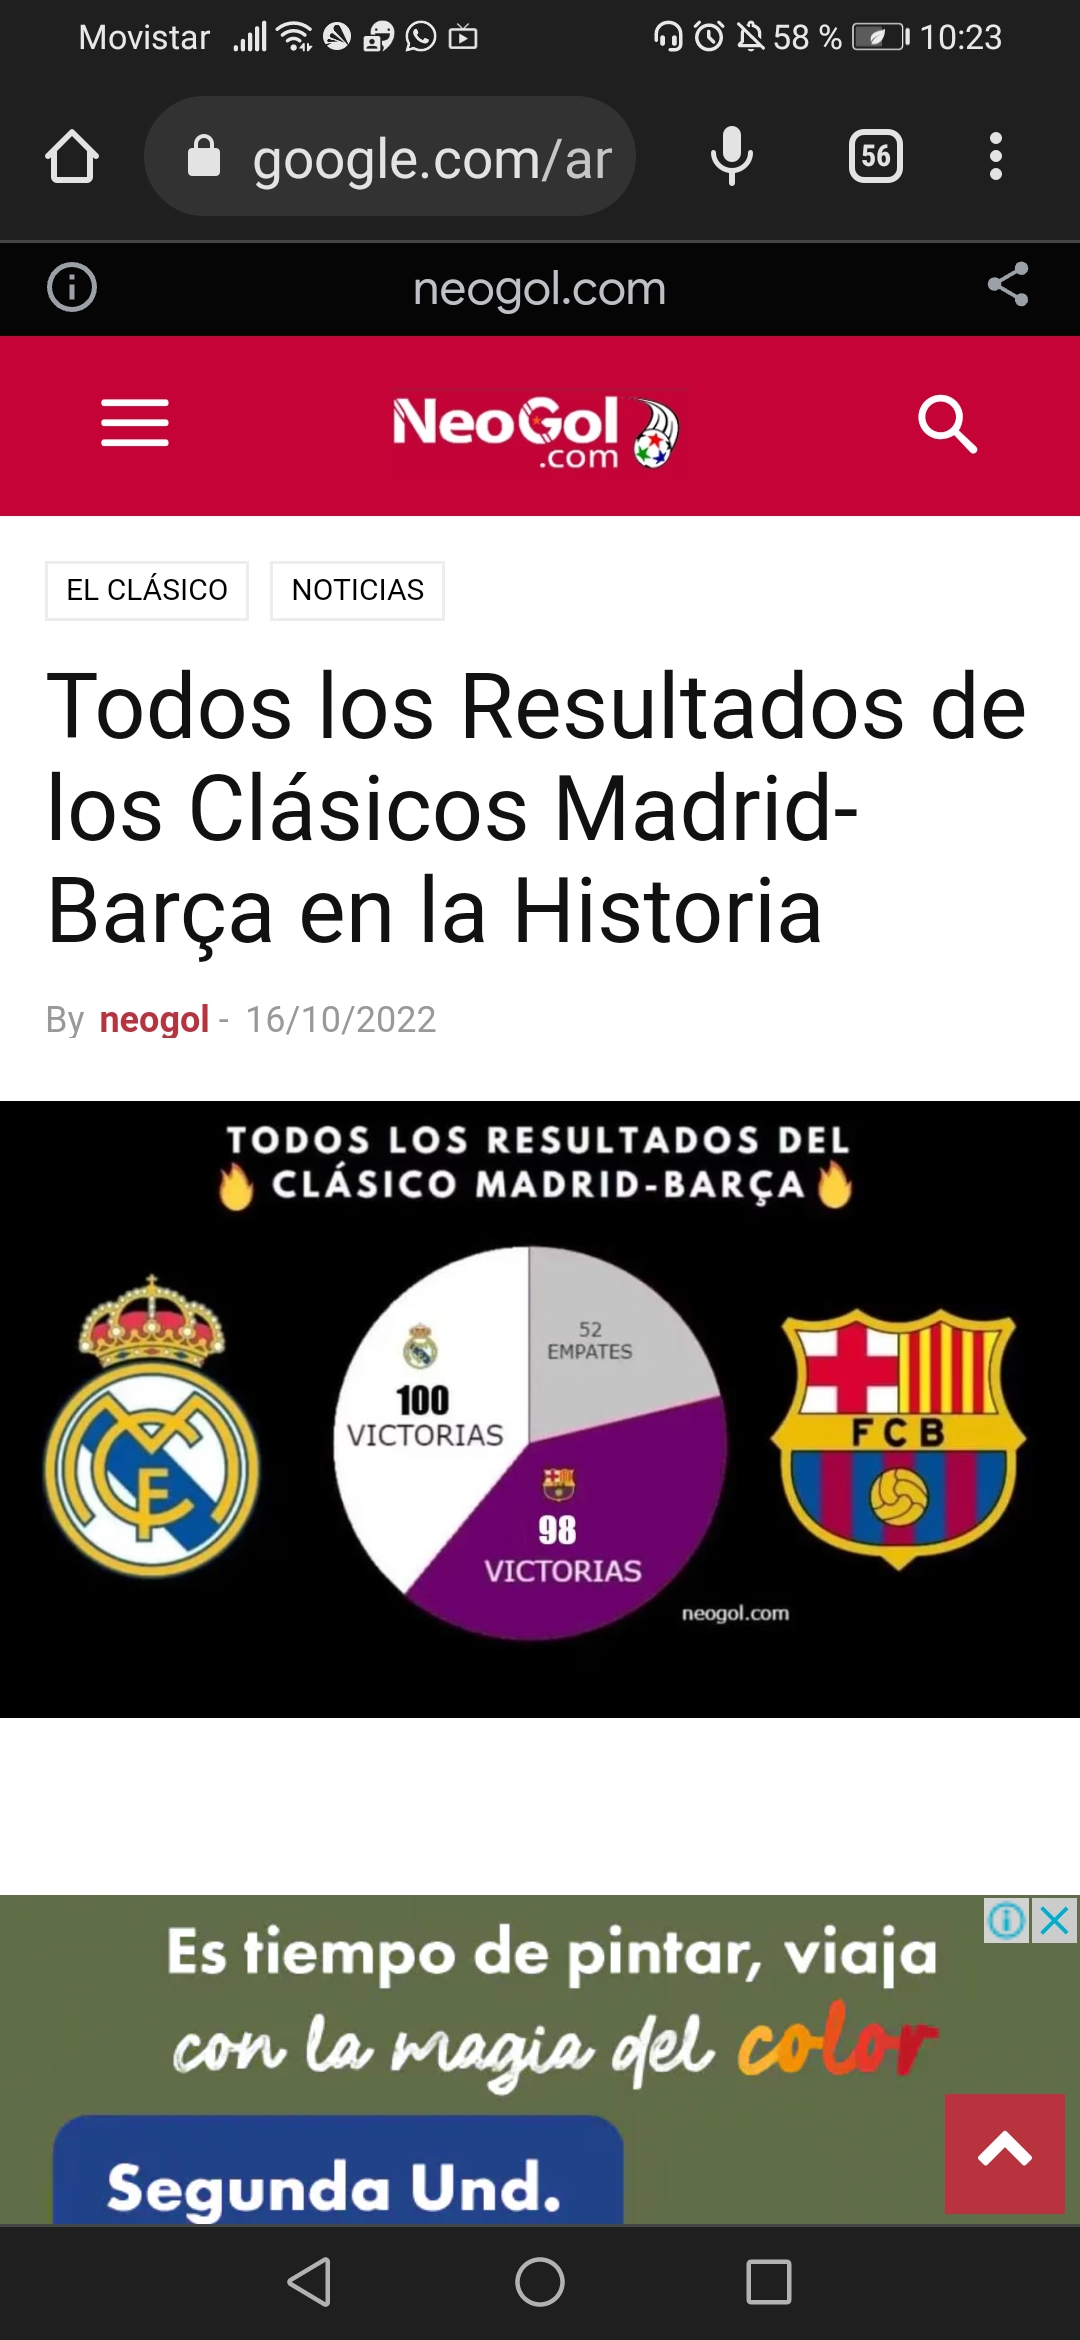 Movistar 58 % 10:23
google.com/ar 56
neogol.com
NeoGol
.com
EL CLÁSICO NOTICIAS
Todos los Resultados de
los Clásicos Madrid-
Barça en la Historia
By neogol - 16/10/2022
TODOS LOS RESULTADOS DEL
CLÁSICO MADRID-BARÇA
52
EMPATES
100
VICTORIAS
FCB
98
VICTORIAS
neogol.com
Es tiempo de pintar, viaja
con la magia del color
Segunda Und.